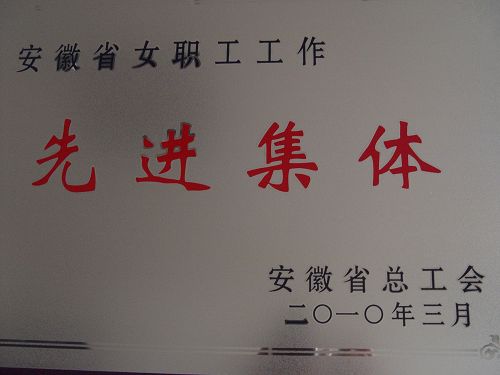 安徽省女职工工作
先进集体
安徽省总工会
二〇一〇年三月